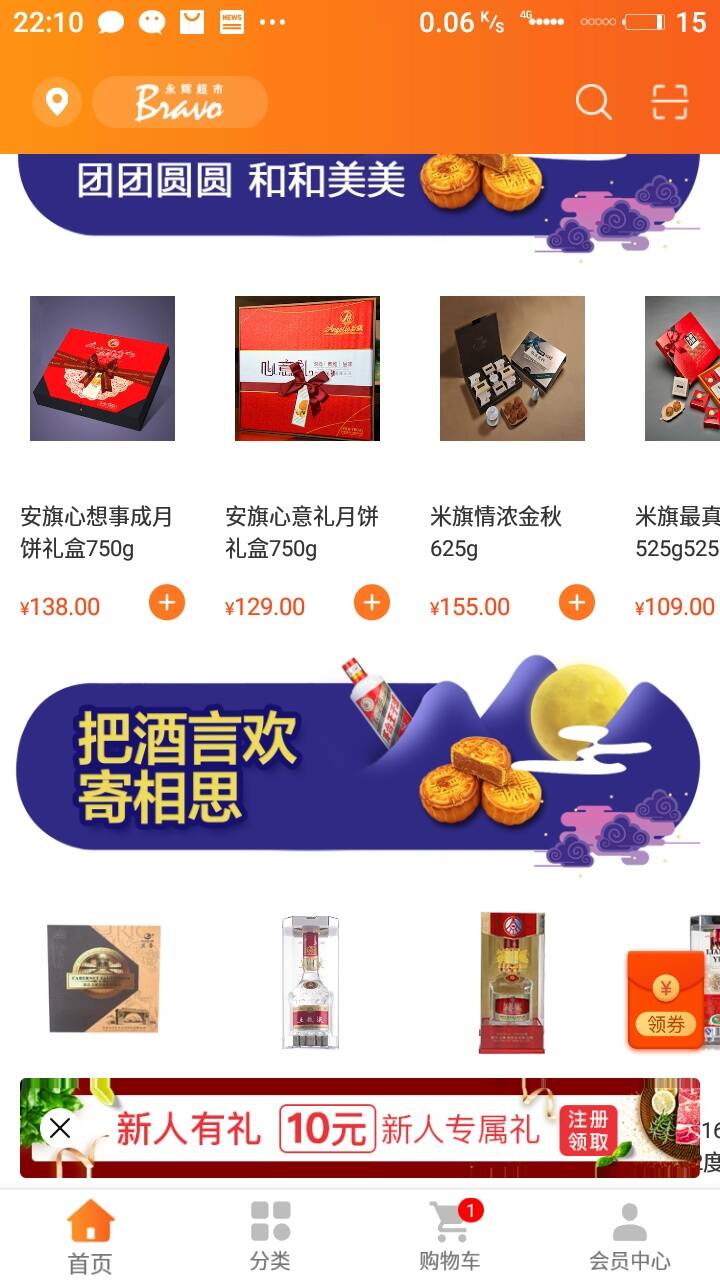 22:10
0.06 K/s 4G 15
永辉超市
Bravo
团团圆圆 和和美美
安旗心想事成月
饼礼盒750g
安旗心意礼月饼
礼盒750g
米旗情浓金秋
625g
米旗最真
525g525
¥138.00
¥129.00
¥155.00
¥109.00
把酒言欢
寄相思
¥
领券
新人有礼 10元 新人专属礼
注册
领取
首页
分类
购物车
1
会员中心